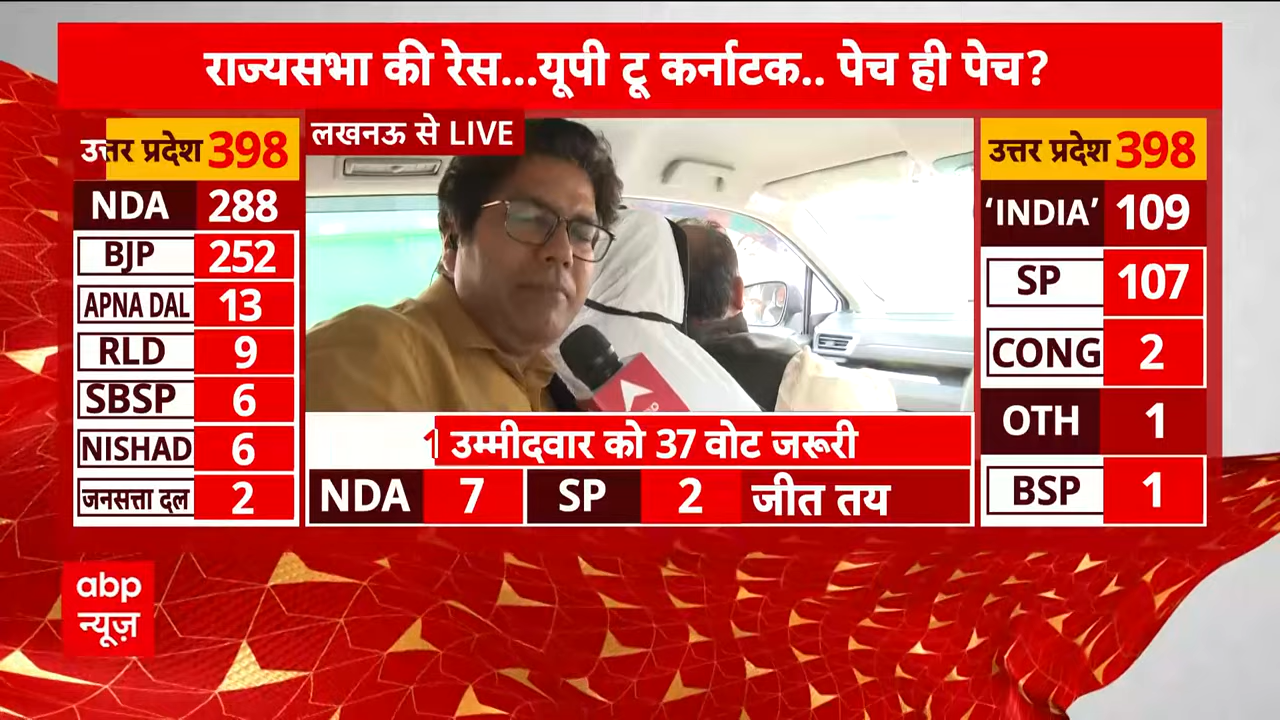 राज्यसभा की रेस...यूपी टू कर्नाटक.. पेच ही पेच?
उत्तर प्रदेश 398
NDA 288
BJP 252
APNA DAL 13
RLD 9
SBSP 6
NISHAD 6
जनसत्ता दल 2
लखनऊ से LIVE
1 उम्मीदवार को 37 वोट जरूरी
NDA 7 SP 2 जीत तय
उत्तर प्रदेश 398
‘INDIA’ 109
SP 107
CONG 2
OTH 1
BSP 1
abp
न्यूज़